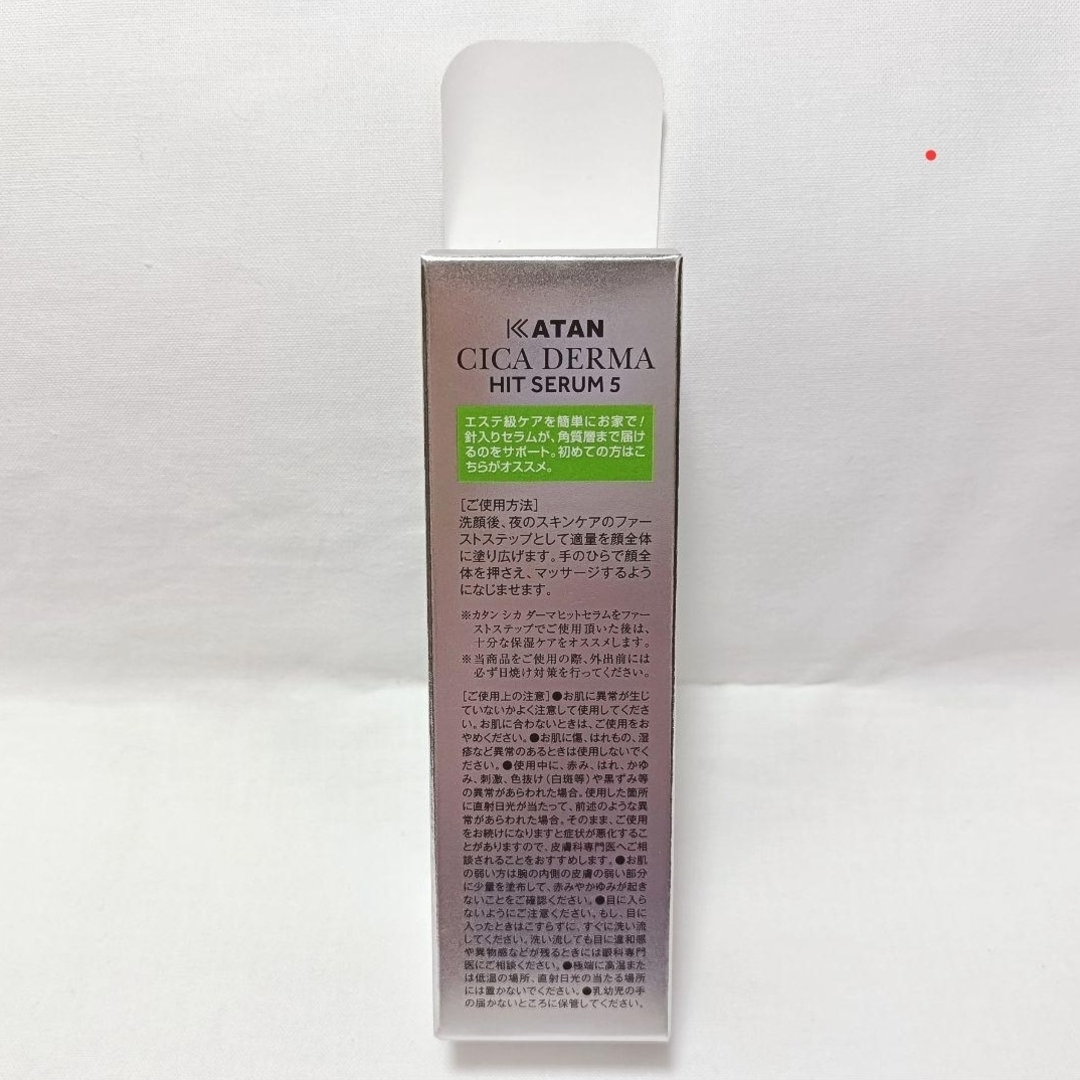 KATAN
CICA DERMA
HIT SERUM 5
エステ級ケアを簡単にお家で!
針入りセラムが、角質層まで届け
るのをサポート。初めての方はこ
ちらがオススメ。
[ご使用方法]
洗顔後、夜のスキンケアのファー
ストステップとして適量を顔全体
に塗り広げます。手のひらで顔全
体を押さえ、マッサージするよう
になじませます。
※カタン シカ ダーマヒットセラムをファー
ストステップでご使用頂いた後は、
十分な保湿ケアをオススメします。
※当商品をご使用の際、外出前には
必ず日焼け対策を行ってください。
[ご使用上の注意]●お肌に異常が生じ
ていないかよく注意して使用してくださ
い。お肌に合わないときは、ご使用をお
やめください。●お肌に傷、はれもの、湿
疹など異常のあるときは使用しないでく
ださい。●使用中に、赤み、はれ、かゆ
み、刺激、色抜け(白斑等)や黒ずみ等
の異常があらわれた場合。使用した箇所
に直射日光が当たって、前述のような異
常があらわれた場合。そのまま、ご使用
をお続けになりますと症状が悪化するこ
とがありますので、皮膚科専門医へご相
談されることをおすすめします。●お肌
の弱い方は腕の内側の皮膚の弱い部分
に少量を塗布して、赤みやかゆみが起き
ないことをご確認ください。●目に入ら
ないようにご注意ください。もし、目に
入ったときはこすらずに、すぐに洗い流
してください。洗い流しても目に違和感
や異物感などが残るときには眼科専門
医にご相談ください。●極端に高温また
は低温の場所、直射日光の当たる場所
には置かないでください。●乳幼児の手
の届かないところに保管してください。